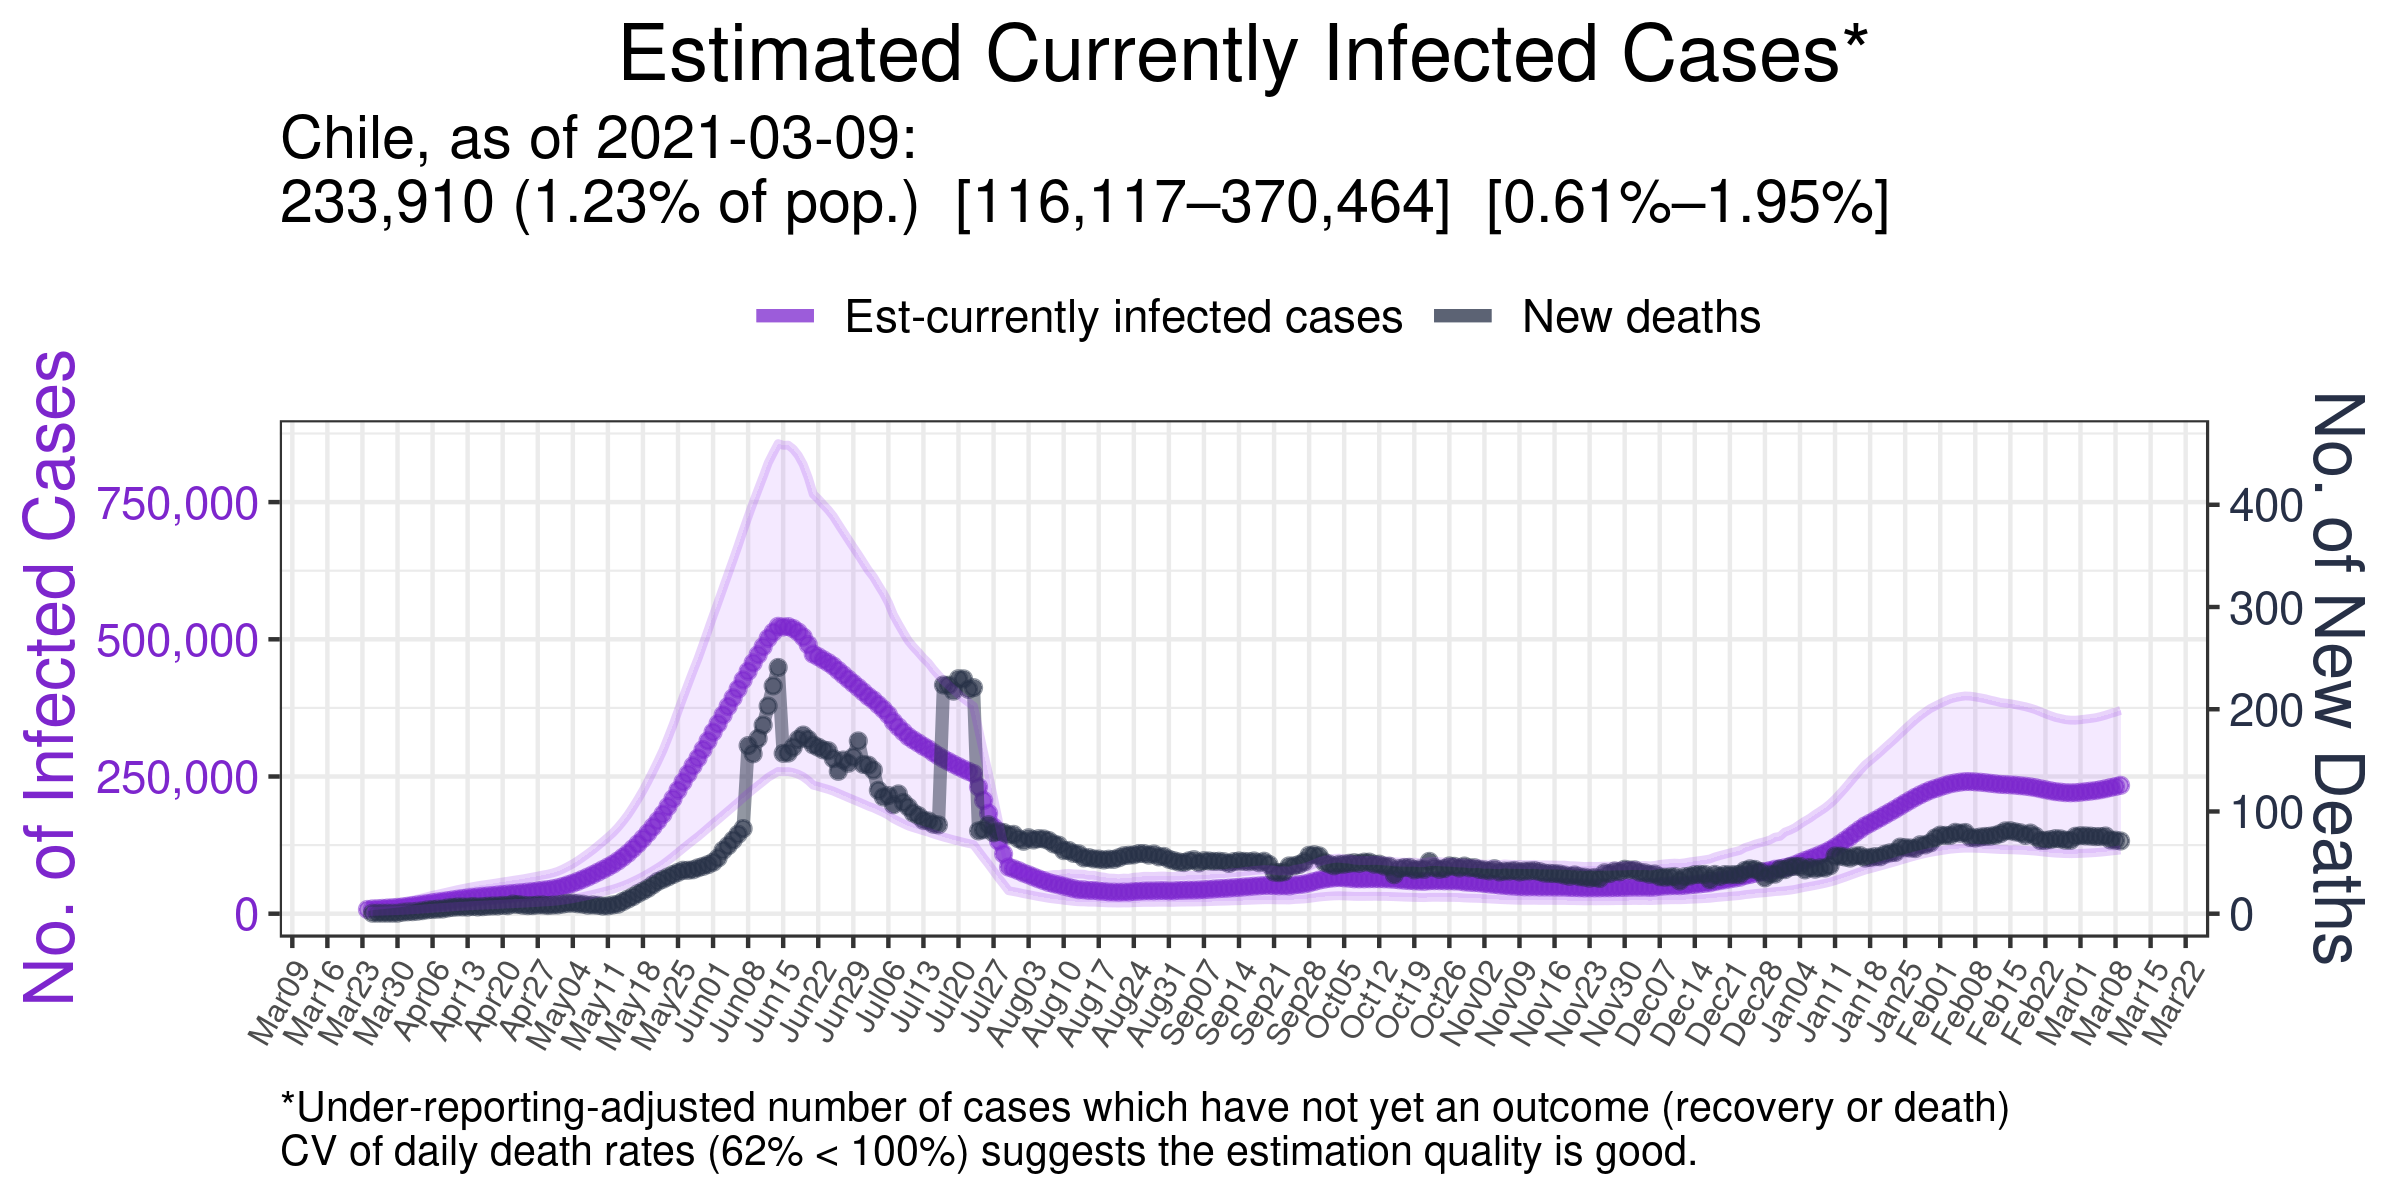 Estimated Currently Infected Cases*
Chile, as of 2021-03-09:
233,910 (1.23% of pop.) [116,117–370,464] [0.61%–1.95%]
Est-currently infected cases
New deaths
No. of Infected Cases
750,000
500,000
250,000
0
400
300
200
100
0
No. of New Deaths
Mar09
Mar16
Mar23
Mar30
Apr06
Apr13
Apr20
Apr27
May04
May11
May18
May25
Jun01
Jun08
Jun15
Jun22
Jun29
Jul06
Jul13
Jul20
Jul27
Aug03
Aug10
Aug17
Aug24
Aug31
Sep07
Sep14
Sep21
Sep28
Oct05
Oct12
Oct19
Oct26
Nov02
Nov09
Nov16
Nov23
Nov30
Dec07
Dec14
Dec21
Dec28
Jan04
Jan11
Jan18
Jan25
Feb01
Feb08
Feb15
Feb22
Mar01
Mar08
Mar15
Mar22
*Under-reporting-adjusted number of cases which have not yet an outcome (recovery or death)
CV of daily death rates (62% < 100%) suggests the estimation quality is good.